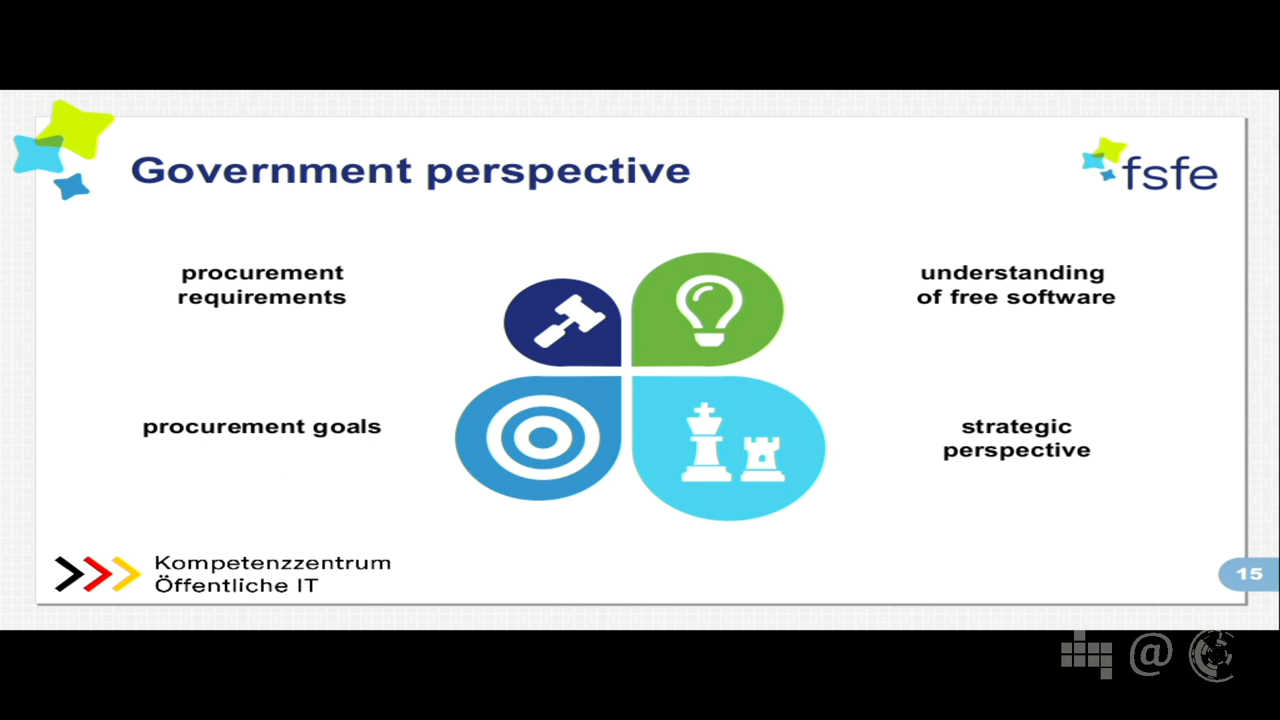 Government perspective
fsfe
procurement
requirements
understanding
of free software
procurement goals
strategic
perspective
Kompetenzzentrum
Öffentliche IT
15
@